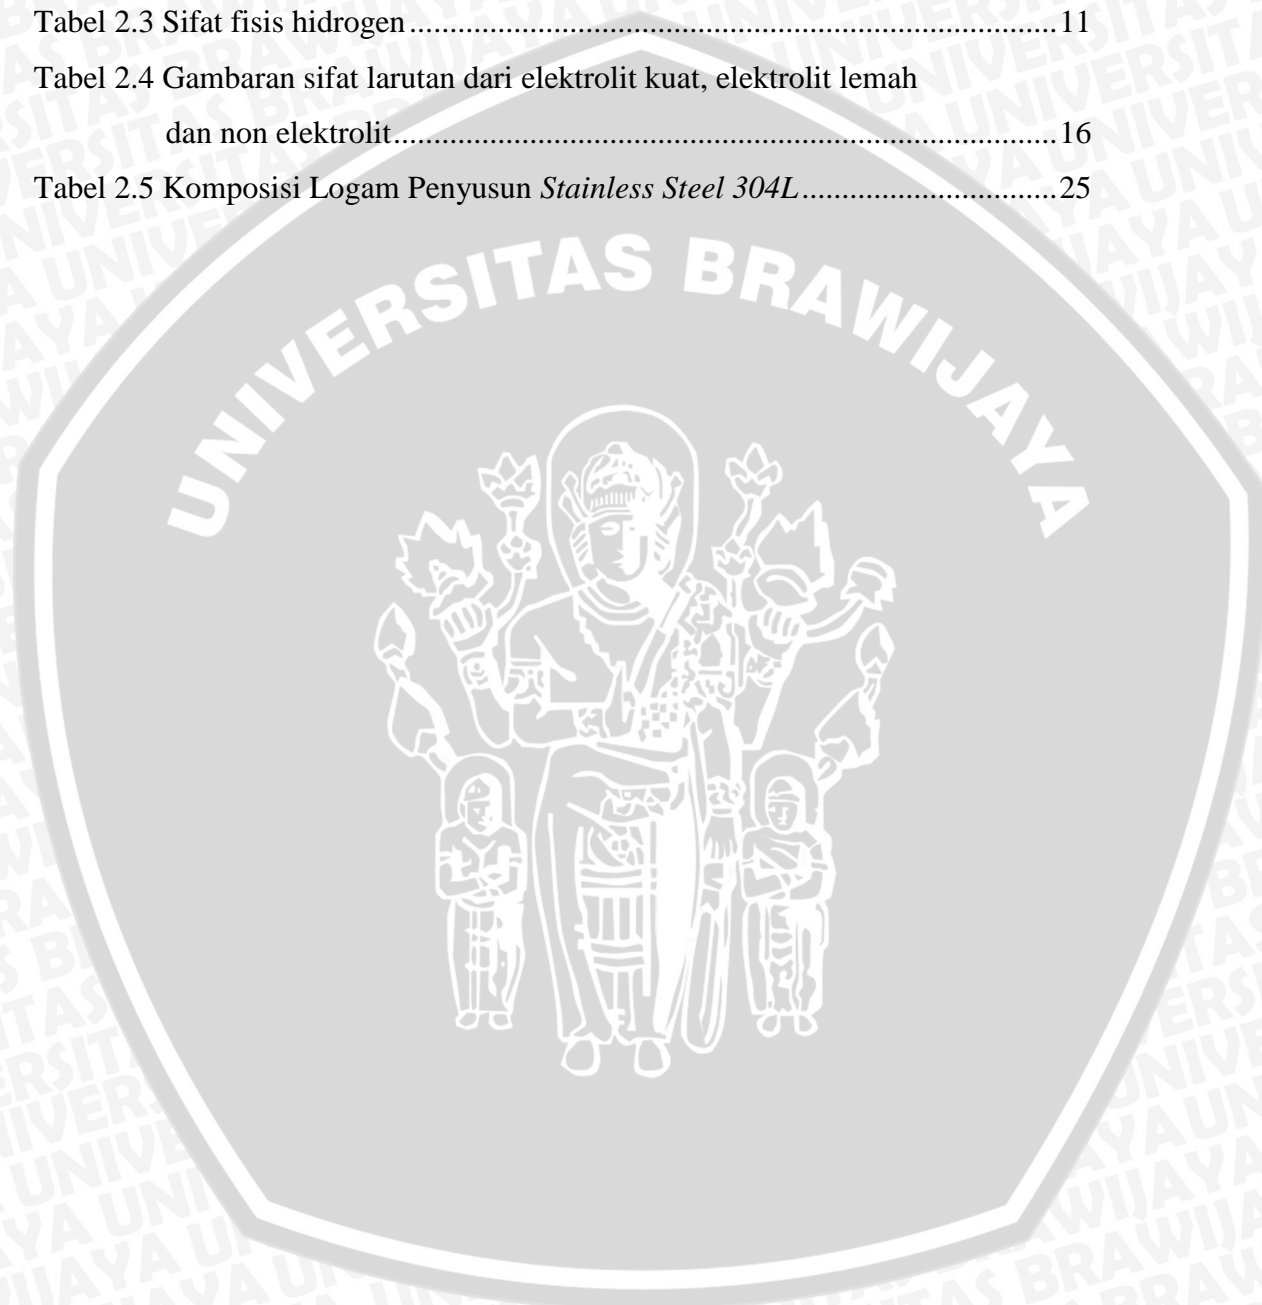 Tabel 2.3 Sifat fisis hidrogen................................................................................11
Tabel 2.4 Gambaran sifat larutan dari elektrolit kuat, elektrolit lemah
dan non elektrolit..................................................................................16
Tabel 2.5 Komposisi Logam Penyusun Stainless Steel 304L................................25
UNIVERSITAS BRAWIJAYA